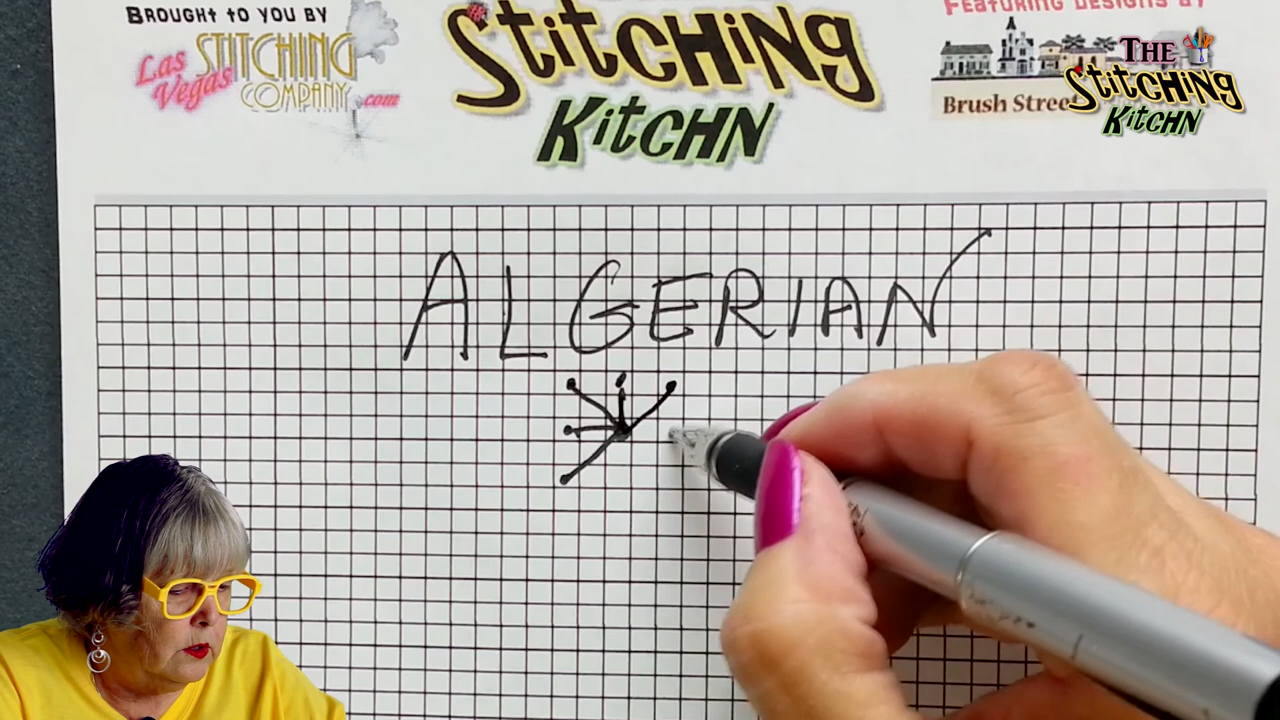 BROUGHT TO YOU BY
Las Vegas STITCHING COMPANY .com
STITCHING KITCHN
FEATURING DESIGNS BY
Brush Stree
THE STITCHING KITCHN
ALGERIAN